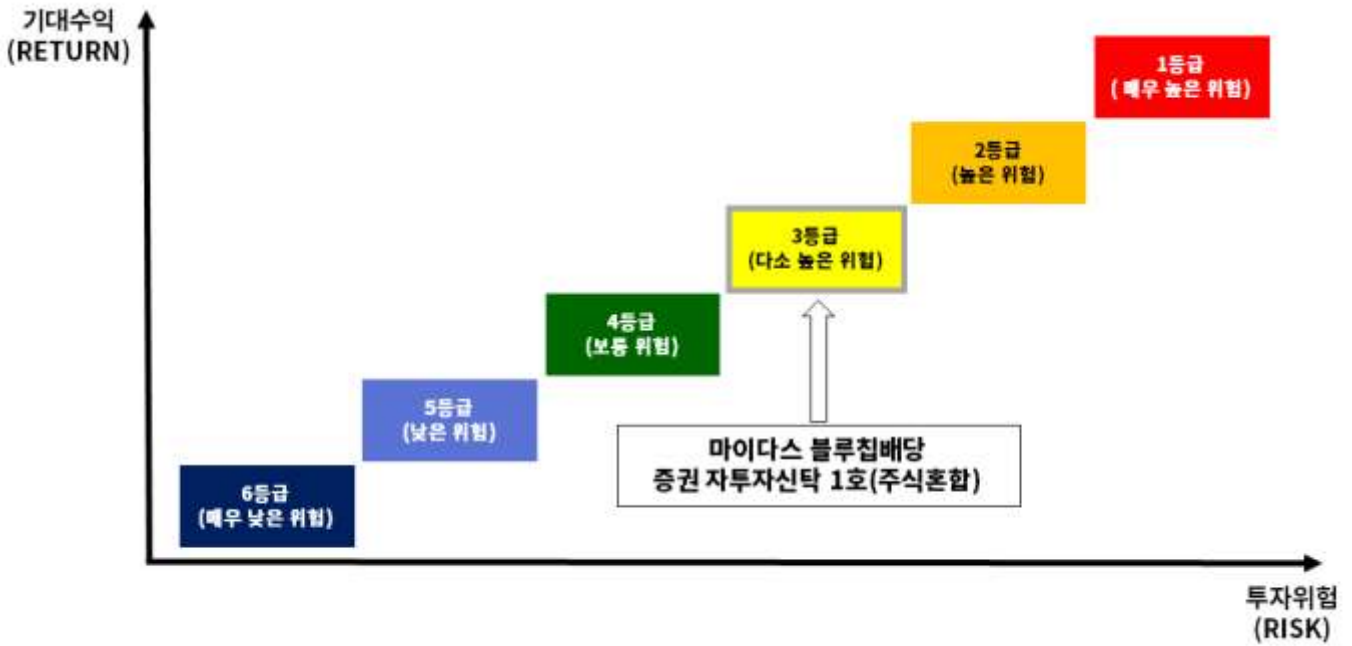 기대수익
(RETURN)
1등급
( 매우 높은 위험)
2등급
(높은 위험)
3등급
(다소 높은 위험)
4등급
(보통 위험)
5등급
(낮은 위험)
6등급
(매우 낮은 위험)
마이다스 블루칩배당
증권 자투자신탁 1호(주식혼합)
투자위험
(RISK)